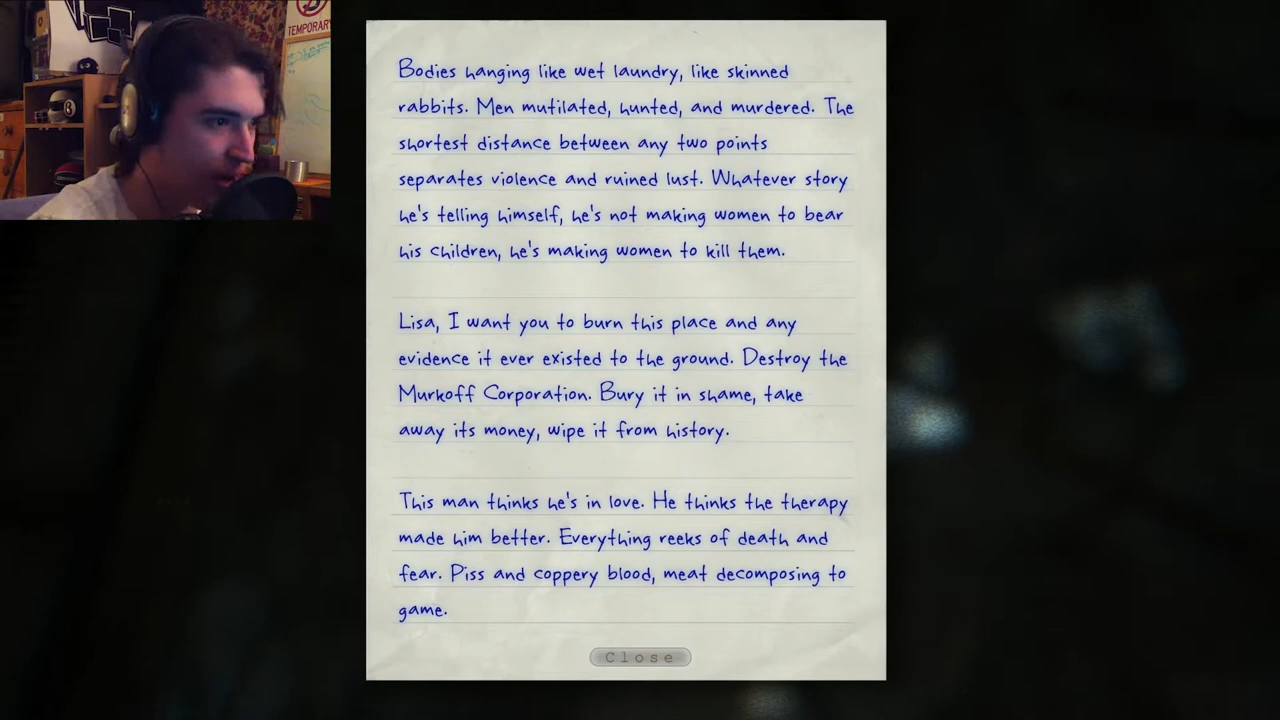 TEMPORARY
Bodies hanging like wet laundry, like skinned
rabbits. Men mutilated, hunted, and murdered. The
shortest distance between any two points
separates violence and ruined lust. Whatever story
he's telling himself, he's not making women to bear
his children, he's making women to kill them.
Lisa, I want you to burn this place and any
evidence it ever existed to the ground. Destroy the
Murkoff Corporation. Bury it in shame, take
away its money, wipe it from history.
This man thinks he's in love. He thinks the therapy
made him better. Everything reeks of death and
fear. Piss and coppery blood, meat decomposing to
game.
Close